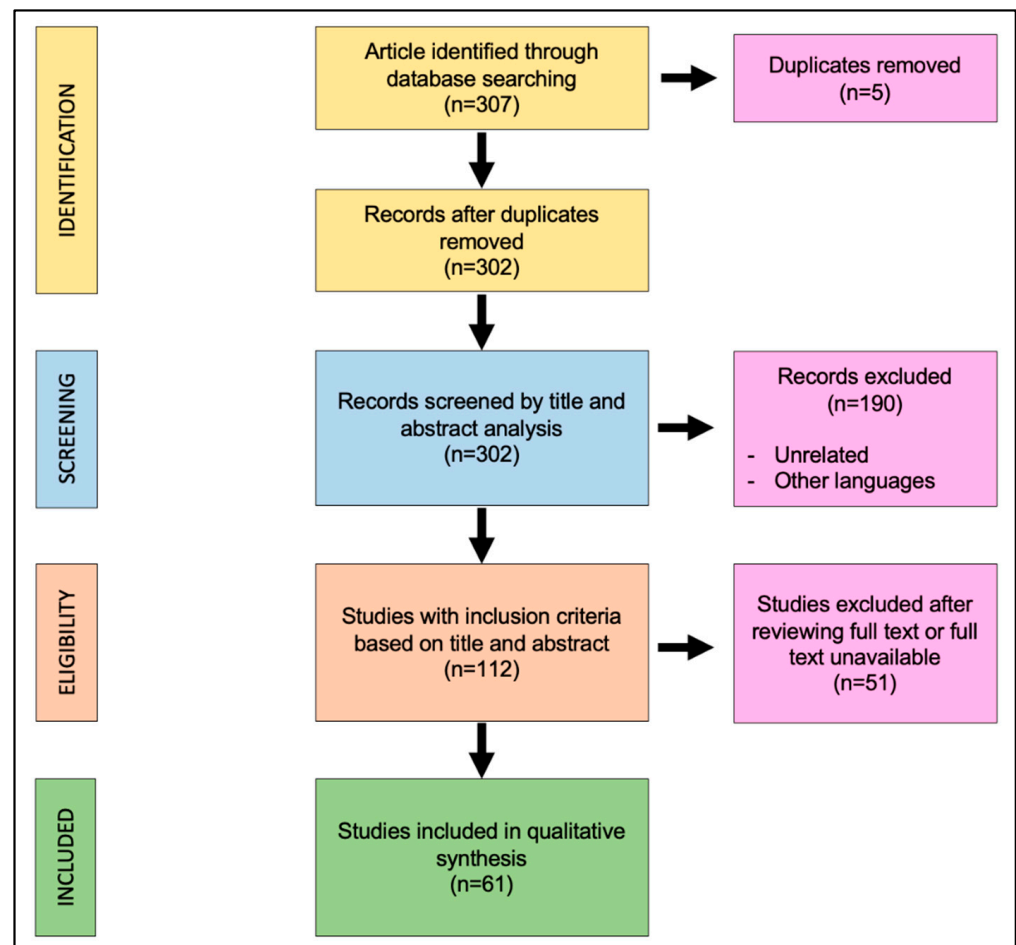 IDENTIFICATION
Article identified through
database searching
(n=307)
Duplicates removed
(n=5)
Records after duplicates
removed
(n=302)
SCREENING
Records screened by title and
abstract analysis
(n=302)
Records excluded
(n=190)
- Unrelated
- Other languages
ELIGIBILITY
Studies with inclusion criteria
based on title and abstract
(n=112)
Studies excluded after
reviewing full text or full
text unavailable
(n=51)
INCLUDED
Studies included in qualitative
synthesis
(n=61)